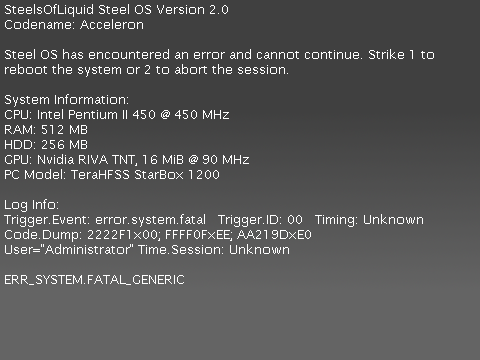 SteelsOfLiquid Steel OS Version 2.0
Codename: Acceleron
Steel OS has encountered an error and cannot continue. Strike 1 to
reboot the system or 2 to abort the session.
System Information:
CPU: Intel Pentium II 450 @ 450 MHz
RAM: 512 MB
HDD: 256 MB
GPU: Nvidia RIVA TNT, 16 MiB @ 90 MHz
PC Model: TeraHFSS StarBox 1200
Log Info:
Trigger.Event: error.system.fatal Trigger.ID: 00 Timing: Unknown
Code.Dump: 2222F1x00; FFFF0FxEE; AA219DxE0
User="Administrator" Time.Session: Unknown
ERR_SYSTEM.FATAL_GENERIC